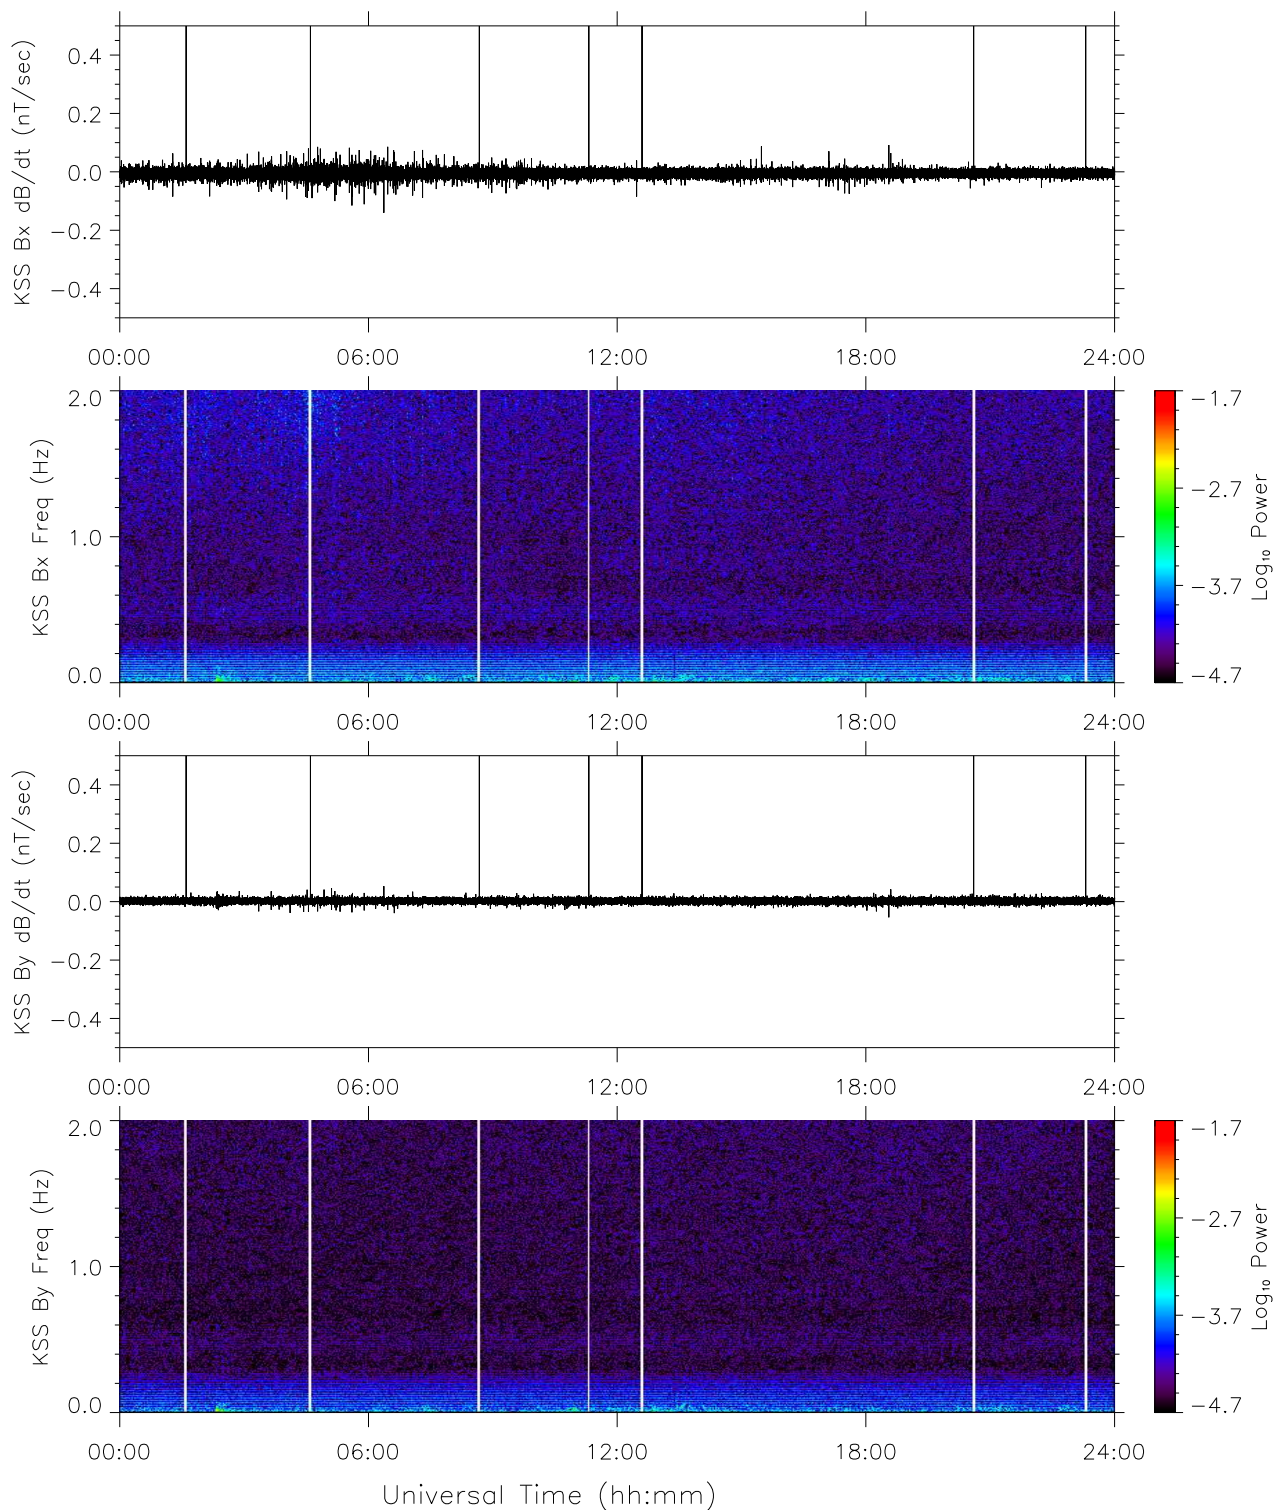 KSS Bx dB/dt (nT/sec)
0.4
0.2
0.0
−0.2
−0.4
00:00 06:00 12:00 18:00 24:00
KSS Bx Freq (Hz)
2.0
1.0
0.0
−1.7
−2.7
−3.7
−4.7
Log₁₀ Power
00:00 06:00 12:00 18:00 24:00
KSS By dB/dt (nT/sec)
0.4
0.2
0.0
−0.2
−0.4
00:00 06:00 12:00 18:00 24:00
KSS By Freq (Hz)
2.0
1.0
0.0
−1.7
−2.7
−3.7
−4.7
Log₁₀ Power
00:00 06:00 12:00 18:00 24:00
Universal Time (hh:mm)